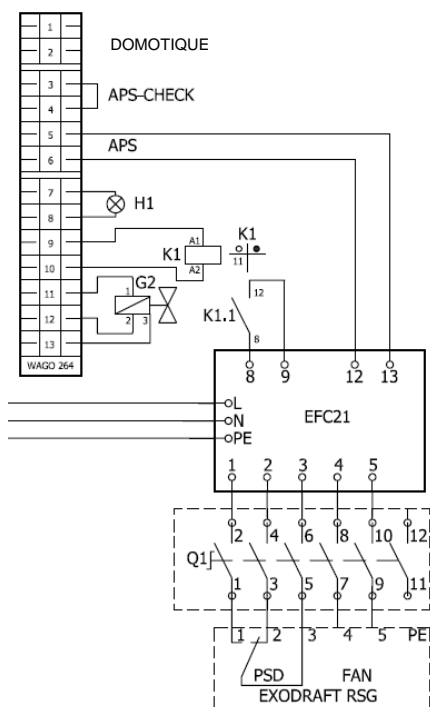 1
DOMOTIQUE
2
3
APS-CHECK
4
5
APS
6
7
H1
8
9 A1 K1
K1 11
10 A2
G2
11 1 12
K1.1
12 2 3
13 8
WAGO 264
8 9 12 13
L
EFC21
N
PE
1 2 3 4 5
2 4 6 8 10 12
Q1
1 3 5 7 9 11
1 2 3 4 5 PE
PSD FAN
EXODRAFT RSG